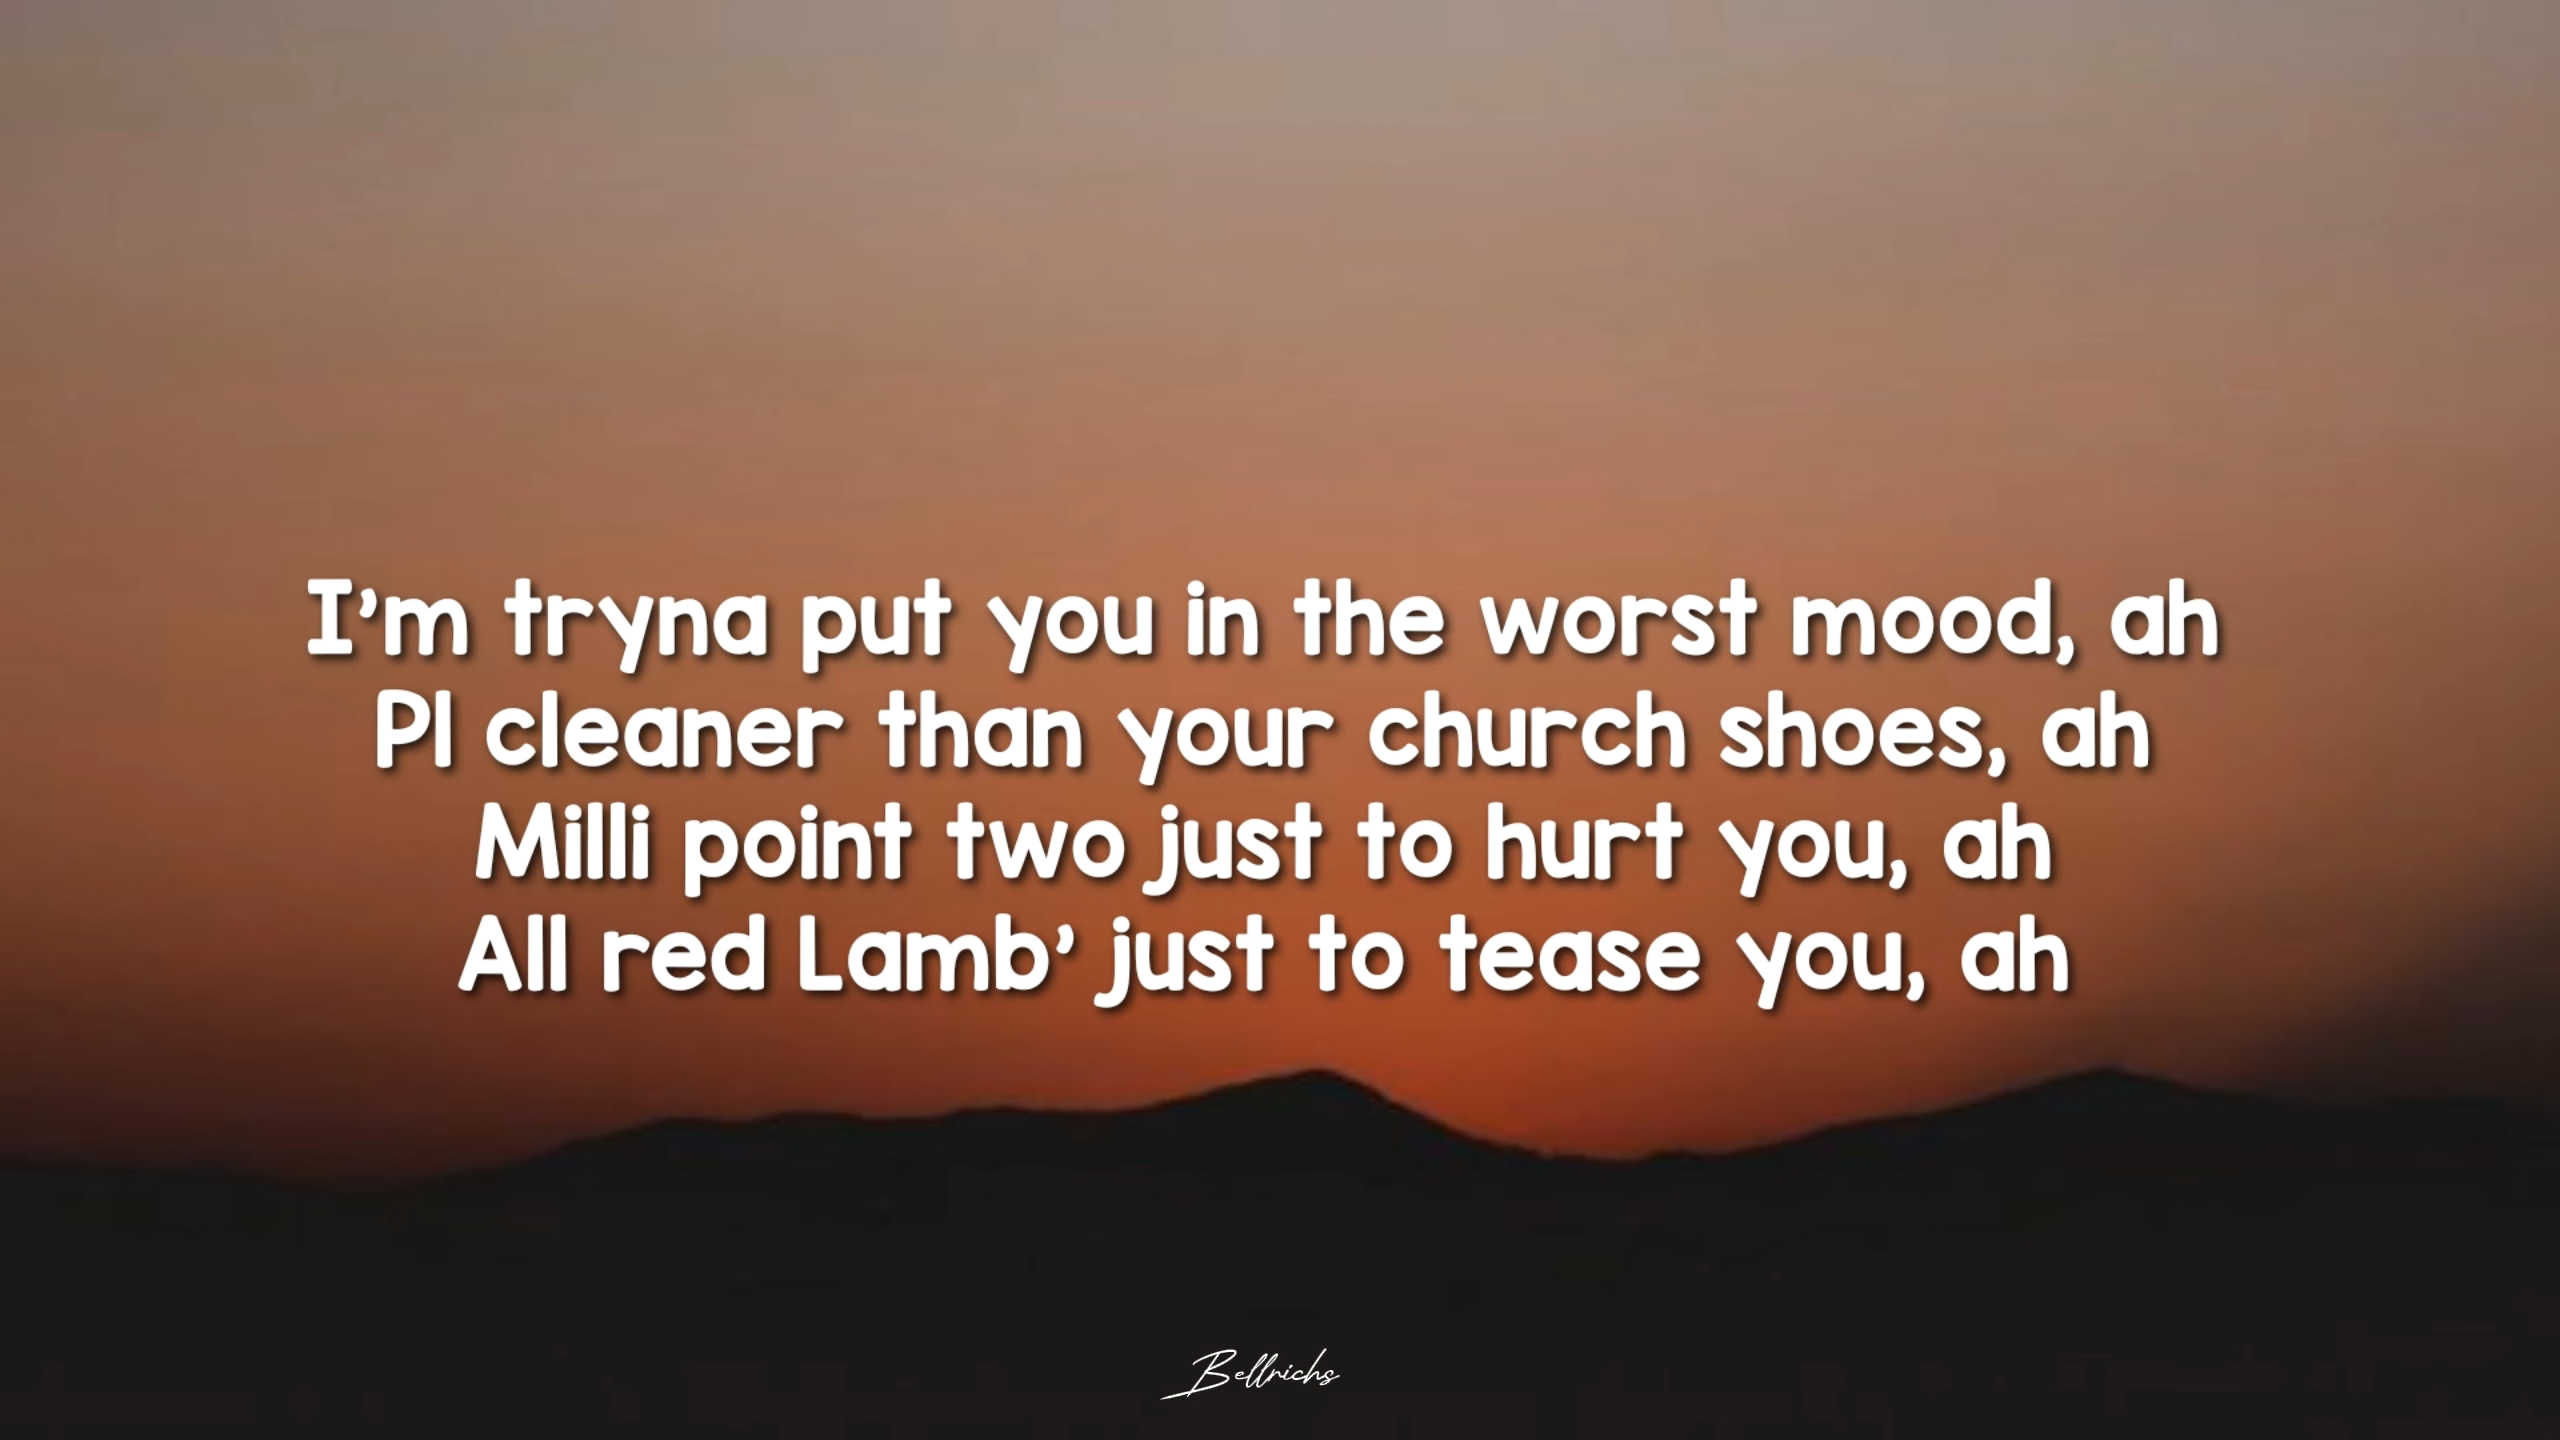 I'm tryna put you in the worst mood, ah
Pl cleaner than your church shoes, ah
Milli point two just to hurt you, ah
All red Lamb' just to tease you, ah
Bellrichs